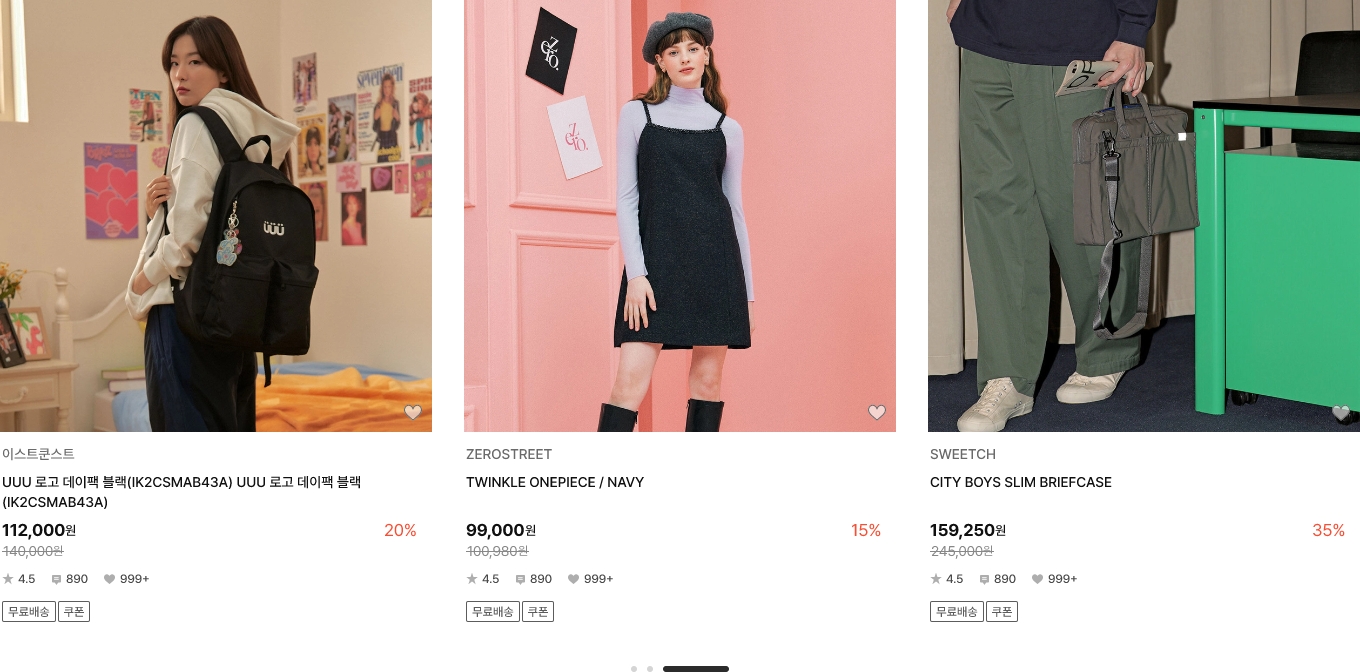 SEVENTEEN
TEEN
ÜÜÜ
Zero.
Zero.
이스트쿤스트
UUU 로고 데이팩 블랙(IK2CSMAB43A) UUU 로고 데이팩 블랙
(IK2CSMAB43A)
112,000원 20%
140,000원
4.5 890 999+
무료배송 쿠폰
ZEROSTREET
TWINKLE ONEPIECE / NAVY
99,000원 15%
100,980원
4.5 890 999+
무료배송 쿠폰
SWEETCH
CITY BOYS SLIM BRIEFCASE
159,250원 35%
245,000원
4.5 890 999+
무료배송 쿠폰